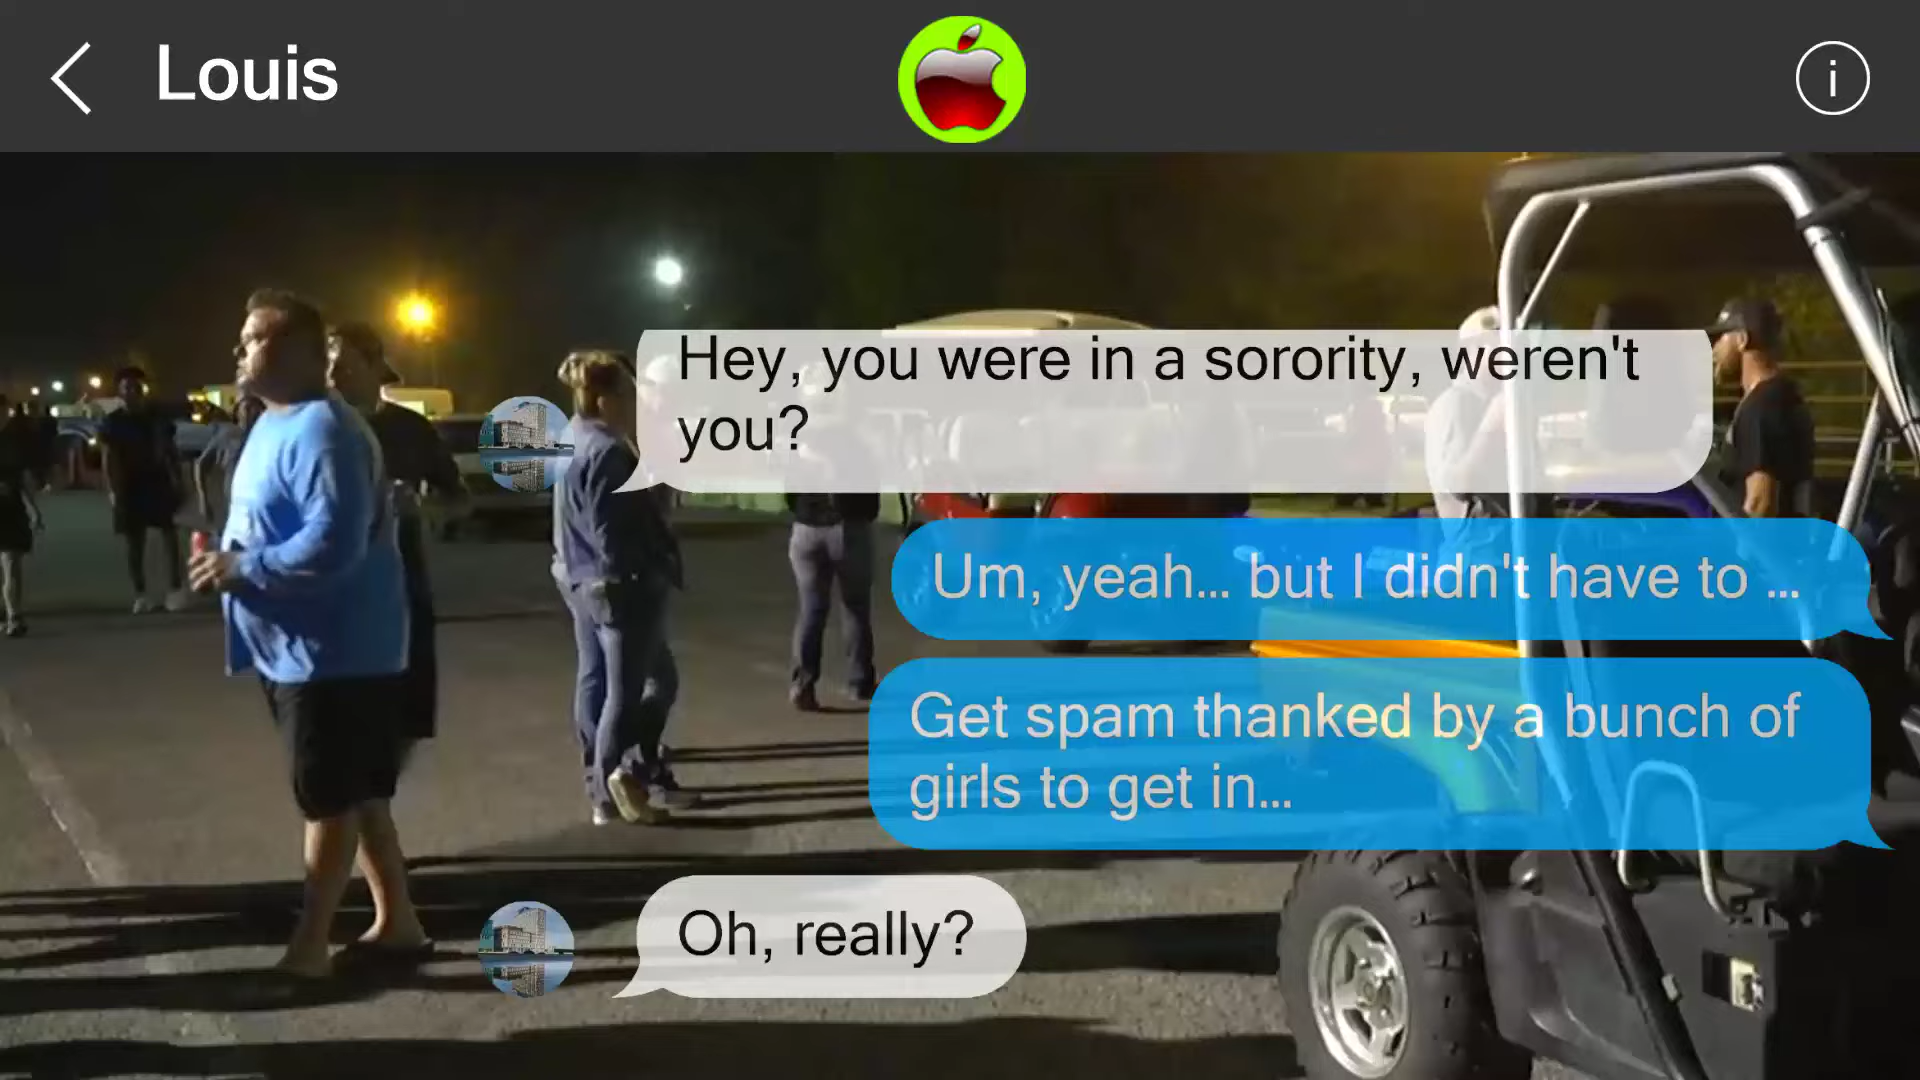 Louis
i
Hey, you were in a sorority, weren't
you?
Um, yeah... but I didn't have to ...
Get spam thanked by a bunch of
girls to get in...
Oh, really?